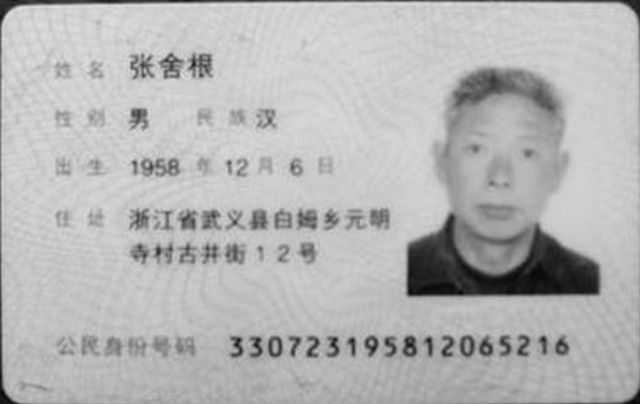 姓名 张舍根
性别 男 民族 汉
出生 1958 年 12 月 6 日
住址 浙江省武义县白姆乡元明
寺村古井街12号
公民身份号码 330723195812065216